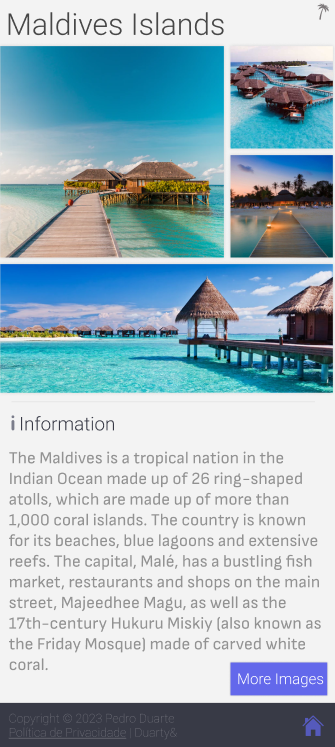 Maldives Islands
i Information
The Maldives is a tropical nation in the
Indian Ocean made up of 26 ring-shaped
atolls, which are made up of more than
1,000 coral islands. The country is known
for its beaches, blue lagoons and extensive
reefs. The capital, Malé, has a bustling fish
market, restaurants and shops on the main
street, Majeedhee Magu, as well as the
17th-century Hukuru Miskiy (also known as
the Friday Mosque) made of carved white
coral.
More Images
Copyright © 2023 Pedro Duarte
Politica de Privacidade | Duarty&